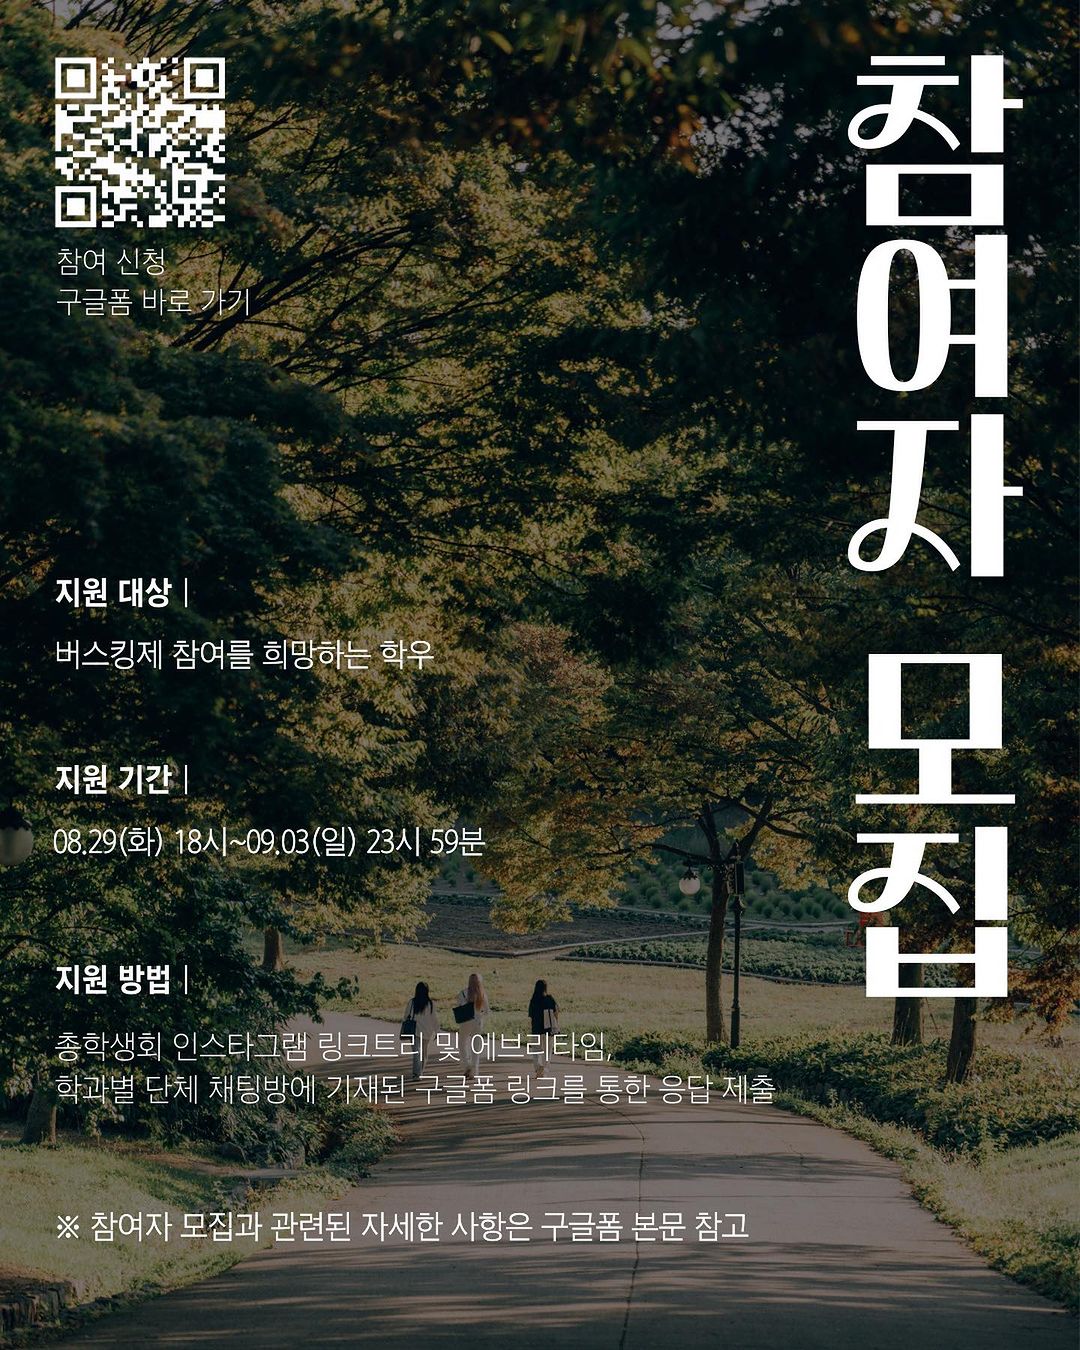 참여자 모집
참여 신청
구글폼 바로 가기
지원 대상 |
버스킹제 참여를 희망하는 학우
지원 기간 |
08.29(화) 18시~09.03(일) 23시 59분
지원 방법 |
총학생회 인스타그램 링크트리 및 에브리타임,
학과별 단체 채팅방에 기재된 구글폼 링크를 통한 응답 제출
※ 참여자 모집과 관련된 자세한 사항은 구글폼 본문 참고